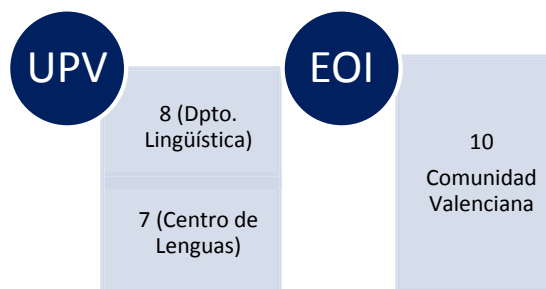 UPV
8 (Dpto.
Lingüística)
7 (Centro de
Lenguas)
EOI
10
Comunidad
Valenciana